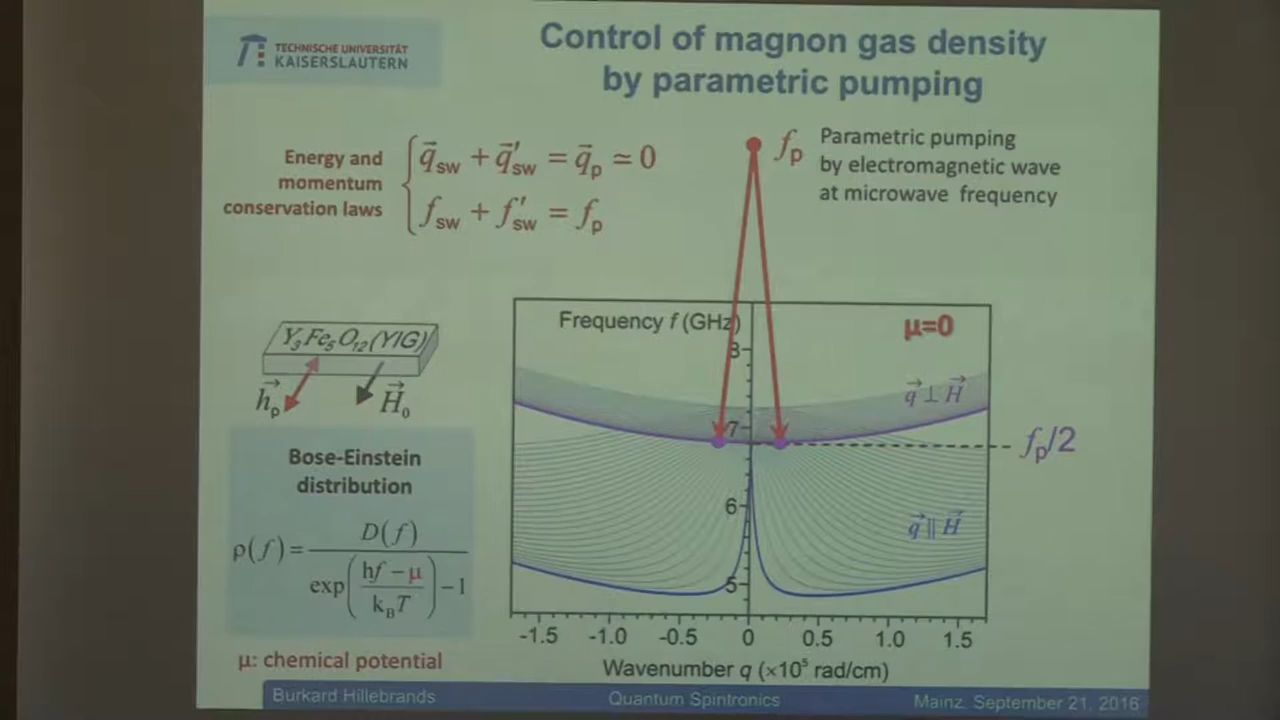 TECHNISCHE UNIVERSITÄT
KAISERSLAUTERN
Control of magnon gas density
by parametric pumping
Energy and
momentum
conservation laws
q⃗sw + q⃗′sw = q⃗p ≃ 0
fsw + f′sw = fp
fp
Parametric pumping
by electromagnetic wave
at microwave frequency
Y3Fe5O12(YIG)
h⃗p
H⃗0
Bose-Einstein
distribution
ρ(f) = D(f) / exp((hf − μ) / kBT) − 1
μ: chemical potential
Frequency f (GHz)
μ=0
8
7
6
5
q⃗ ⊥ H⃗
fp/2
q⃗ || H⃗
-1.5 -1.0 -0.5 0 0.5 1.0 1.5
Wavenumber q (×10⁵ rad/cm)
Burkard Hillebrands Quantum Spintronics Mainz, September 21, 2016